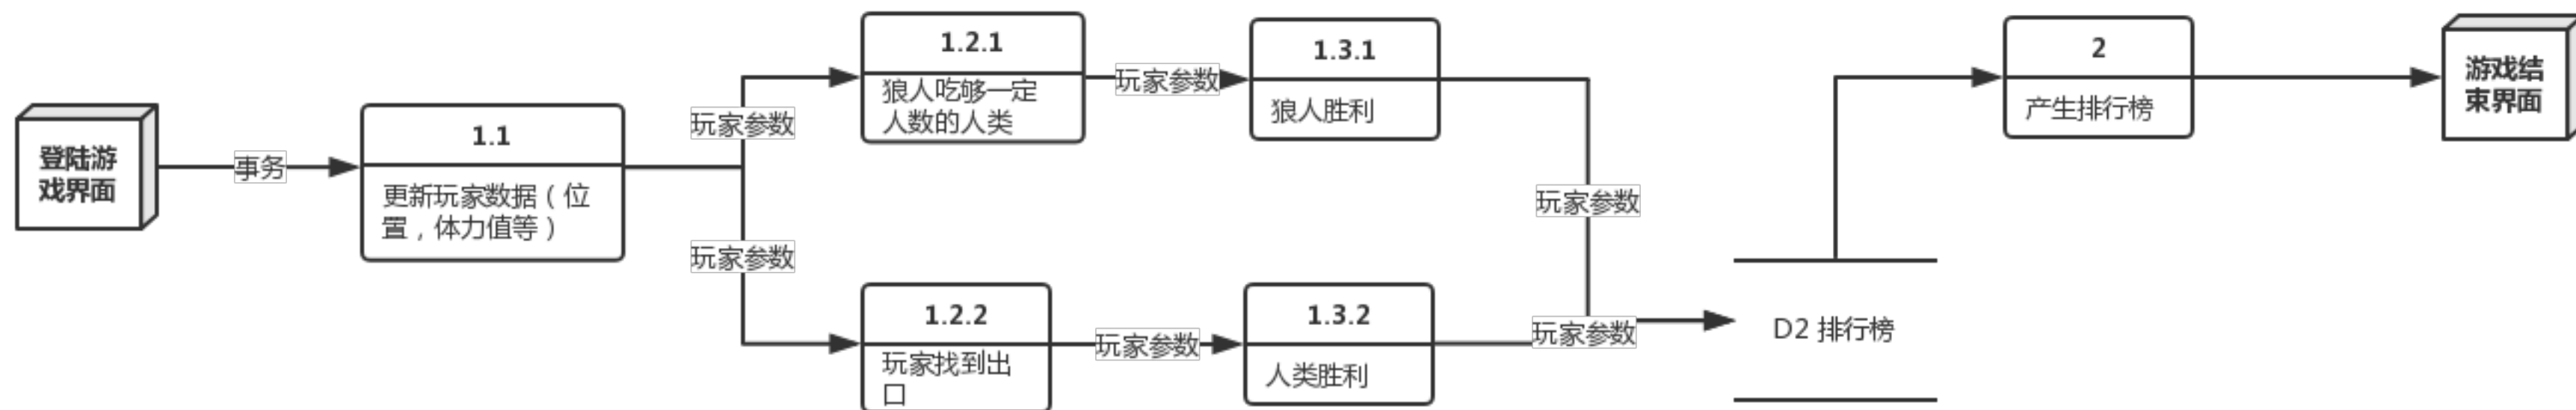 登陆游
戏界面
事务
1.1
更新玩家数据（位
置，体力值等）
玩家参数
玩家参数
1.2.1
狼人吃够一定
人数的人类
玩家参数
1.3.1
狼人胜利
玩家参数
1.2.2
玩家找到出
口
玩家参数
1.3.2
人类胜利
玩家参数
D2 排行榜
2
产生排行榜
游戏结
束界面